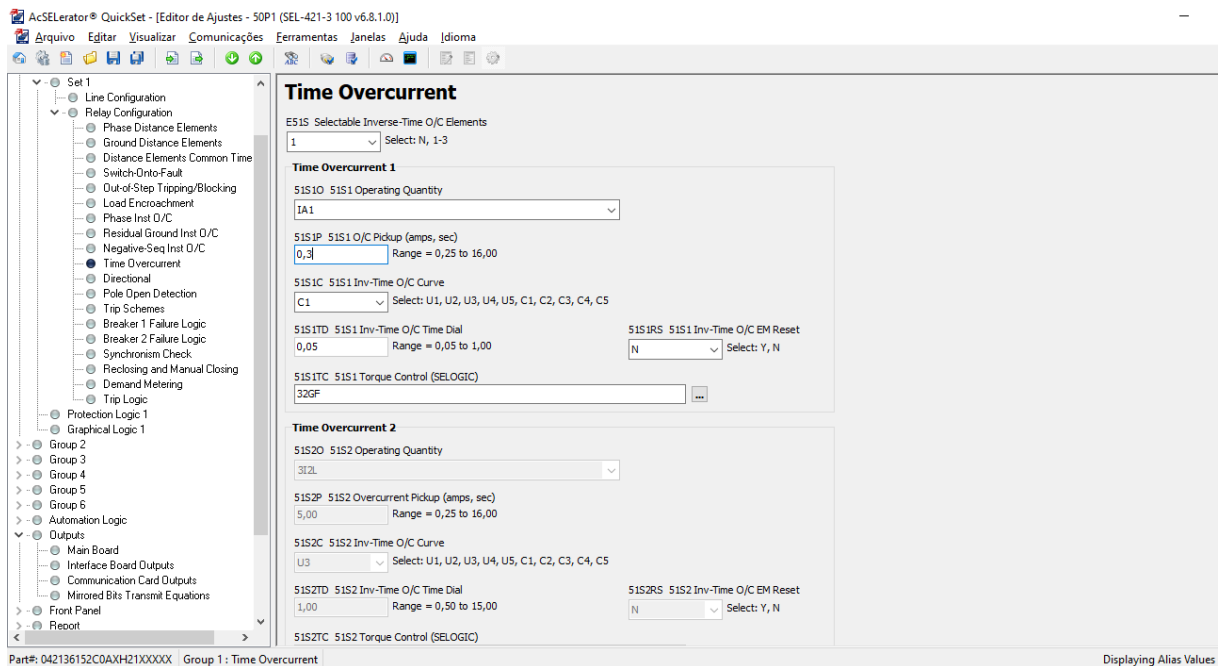 AcSELerator® QuickSet - [Editor de Ajustes - 50P1 (SEL-421-3 100 v6.8.1.0)]
Arquivo Editar Visualizar Comunicações Ferramentas Janelas Ajuda Idioma
Set 1
Line Configuration
Relay Configuration
Phase Distance Elements
Ground Distance Elements
Distance Elements Common Time
Switch-Onto-Fault
Out-of-Step Tripping/Blocking
Load Encroachment
Phase Inst O/C
Residual Ground Inst O/C
Negative-Seq Inst O/C
Time Overcurrent
Directional
Pole Open Detection
Trip Schemes
Breaker 1 Failure Logic
Breaker 2 Failure Logic
Synchronism Check
Reclosing and Manual Closing
Demand Metering
Trip Logic
Protection Logic 1
Graphical Logic 1
Group 2
Group 3
Group 4
Group 5
Group 6
Automation Logic
Outputs
Main Board
Interface Board Outputs
Communication Card Outputs
Mirrored Bits Transmit Equations
Front Panel
Report
Time Overcurrent
E51S Selectable Inverse-Time O/C Elements
1 Select: N, 1-3
Time Overcurrent 1
51S1O 51S1 Operating Quantity
IA1
51S1P 51S1 O/C Pickup (amps, sec)
0,3 Range = 0,25 to 16,00
51S1C 51S1 Inv-Time O/C Curve
C1 Select: U1, U2, U3, U4, U5, C1, C2, C3, C4, C5
51S1TD 51S1 Inv-Time O/C Time Dial 51S1RS 51S1 Inv-Time O/C EM Reset
0,05 Range = 0,05 to 1,00 N Select: Y, N
51S1TC 51S1 Torque Control (SELOGIC)
32GF ...
Time Overcurrent 2
51S2O 51S2 Operating Quantity
3I2L
51S2P 51S2 Overcurrent Pickup (amps, sec)
5,00 Range = 0,25 to 16,00
51S2C 51S2 Inv-Time O/C Curve
U3 Select: U1, U2, U3, U4, U5, C1, C2, C3, C4, C5
51S2TD 51S2 Inv-Time O/C Time Dial 51S2RS 51S2 Inv-Time O/C EM Reset
1,00 Range = 0,50 to 15,00 N Select: Y, N
51S2TC 51S2 Torque Control (SELOGIC)
Part#: 042136152C0AXH21XXXXX Group 1 : Time Overcurrent Displaying Alias Values